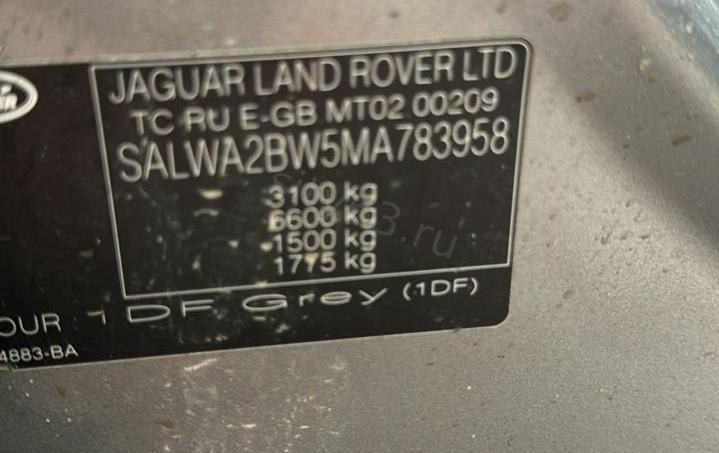 JAGUAR LAND ROVER LTD
TC RU E-GB MT02 00209
SALWA2BW5MA783958
3100 kg
6600 kg
1500 kg
1775 kg
OUR : 1DF Grey (1DF)
4883-BA